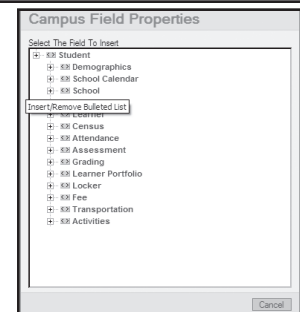 Campus Field Properties
Select The Field To Insert
Student
Demographics
School Calendar
School
Insert/Remove Bulleted List
Learner
Census
Attendance
Assessment
Grading
Learner Portfolio
Locker
Fee
Transportation
Activities
Cancel